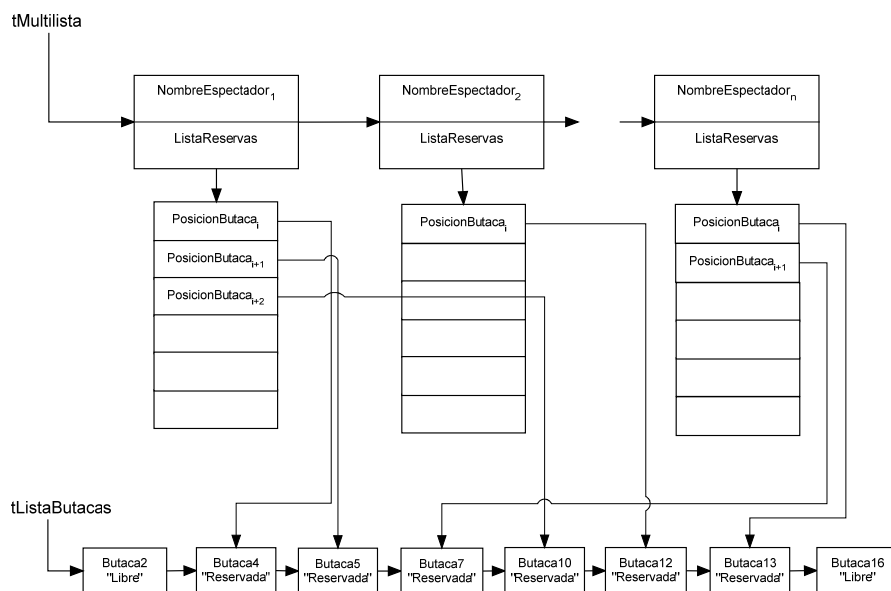 tMultilista
NombreEspectador1
NombreEspectador2
NombreEspectadorn
ListaReservas
ListaReservas
ListaReservas
PosicionButacai
PosicionButacai+1
PosicionButacai+2
PosicionButacai
PosicionButacai
PosicionButacai+1
tListaButacas
Butaca2
"Libre"
Butaca4
"Reservada"
Butaca5
"Reservada"
Butaca7
"Reservada"
Butaca10
"Reservada"
Butaca12
"Reservada"
Butaca13
"Reservada"
Butaca16
"Libre"